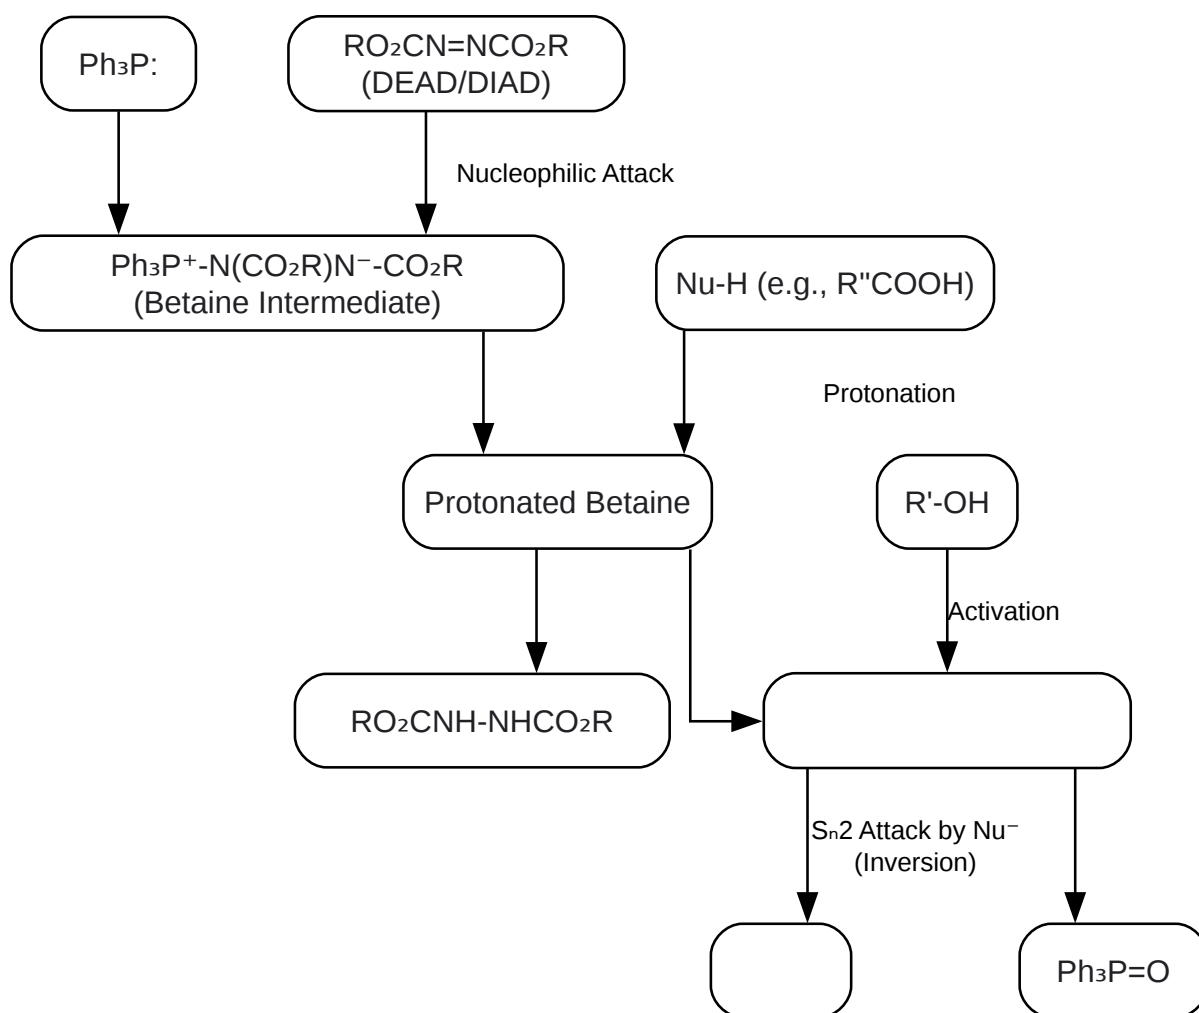 Ph₃P:
RO₂CN=NCO₂R
(DEAD/DIAD)
Nucleophilic Attack
Ph₃P⁺-N(CO₂R)N⁻-CO₂R
(Betaine Intermediate)
Nu-H (e.g., R"COOH)
Protonation
Protonated Betaine
R'-OH
Activation
RO₂CNH-NHCO₂R
Sₙ2 Attack by Nu⁻
(Inversion)
Ph₃P=O